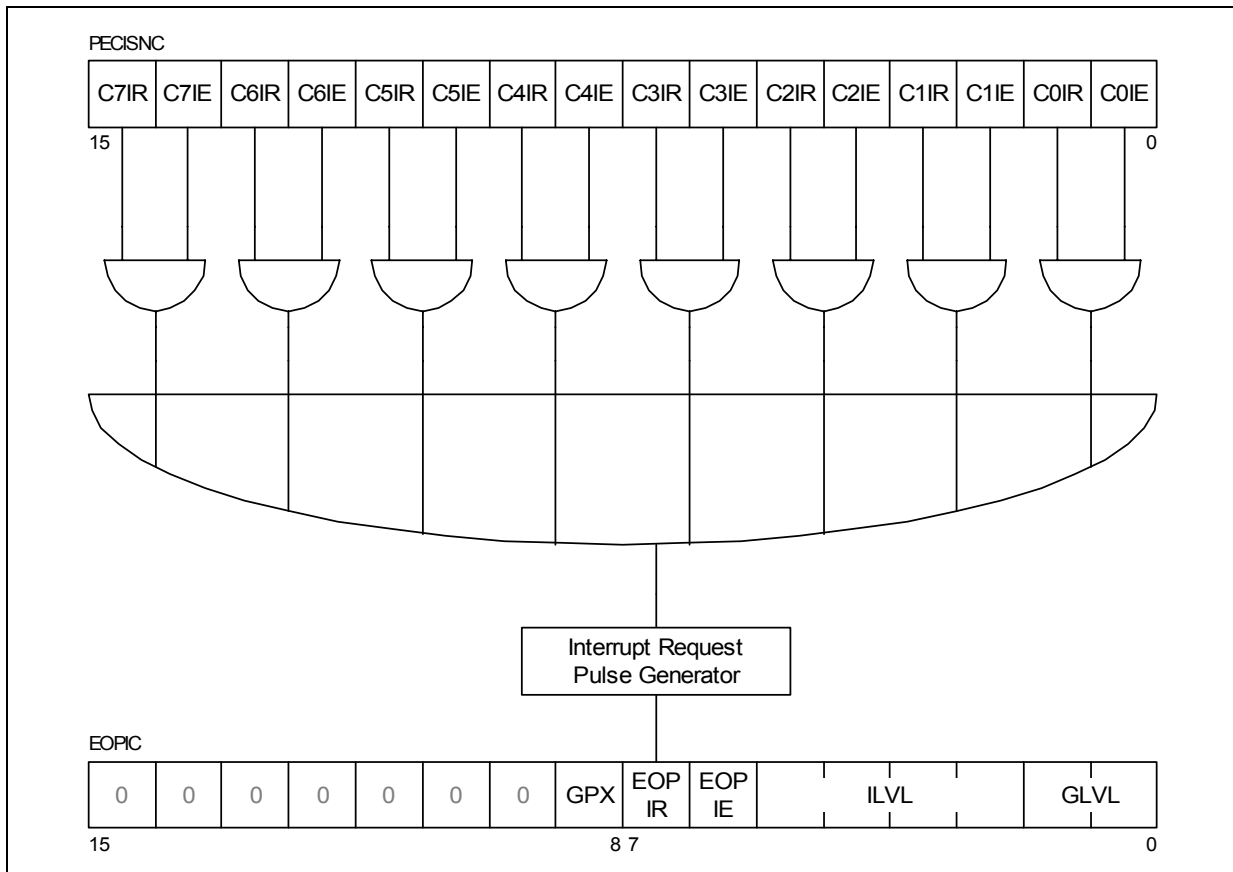 PECISNC
C7IR C7IE C6IR C6IE C5IR C5IE C4IR C4IE C3IR C3IE C2IR C2IE C1IR C1IE C0IR C0IE
15 0
Interrupt Request
Pulse Generator
EOPIC
0 0 0 0 0 0 0 GPX EOP IR EOP IE ILVL GLVL
15 8 7 0